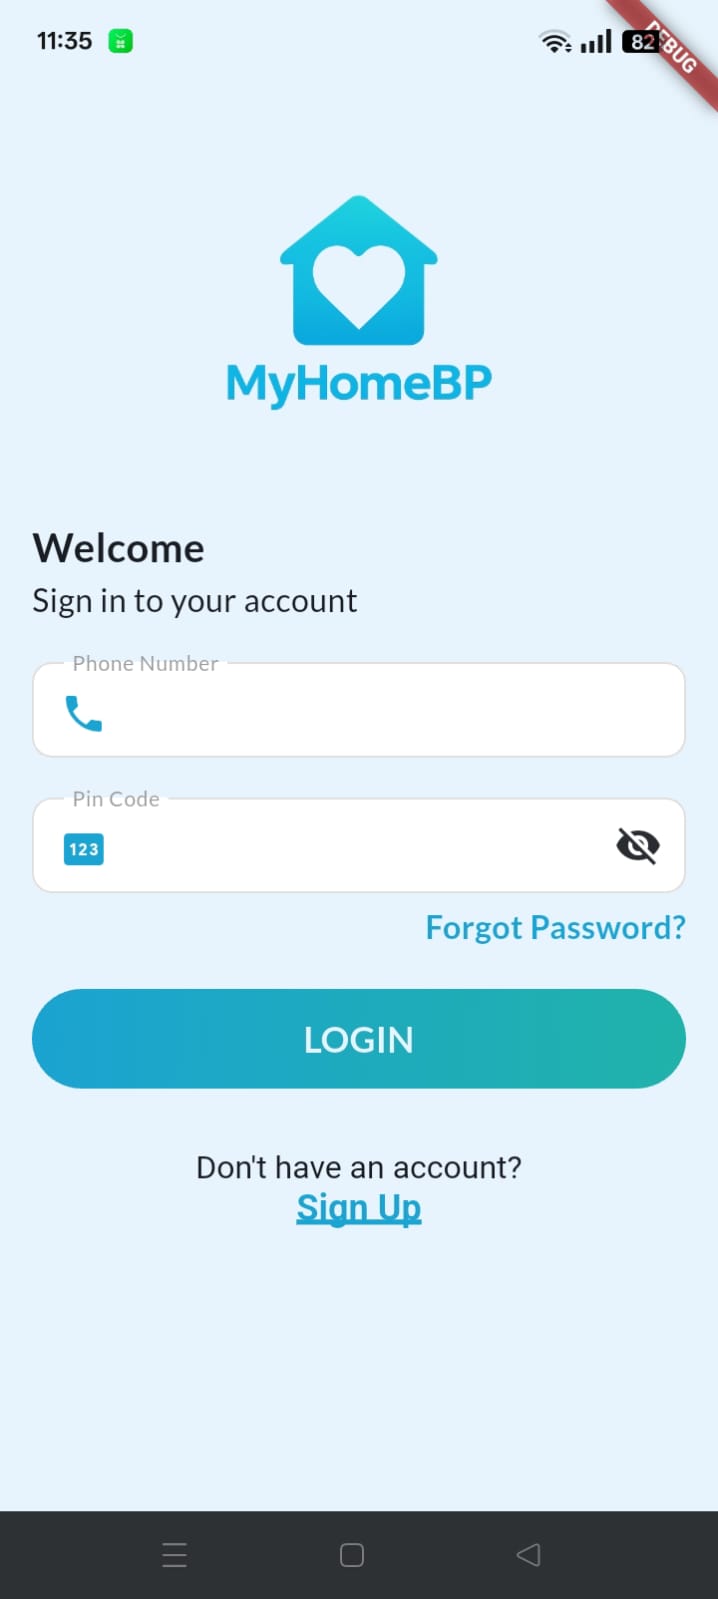 11:35
82
DEBUG
MyHomeBP
Welcome
Sign in to your account
Phone Number
Pin Code
123
Forgot Password?
LOGIN
Don't have an account?
Sign Up